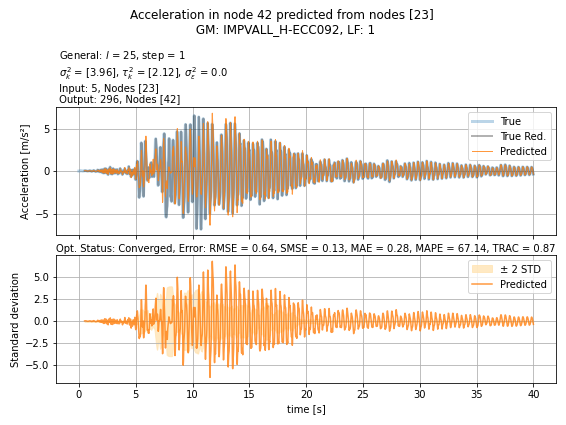 Acceleration in node 42 predicted from nodes [23]
GM: IMPVALL_H-ECC092, LF: 1
General: l = 25, step = 1
σ²ₖ = [3.96], τ²ₖ = [2.12], σ²ε = 0.0
Input: 5, Nodes [23]
Output: 296, Nodes [42]
True
True Red.
Predicted
5
0
−5
Acceleration [m/s²]
Opt. Status: Converged, Error: RMSE = 0.64, SMSE = 0.13, MAE = 0.28, MAPE = 67.14, TRAC = 0.87
± 2 STD
Predicted
5.0
2.5
0.0
−2.5
−5.0
Standard deviation
0 5 10 15 20 25 30 35 40
time [s]